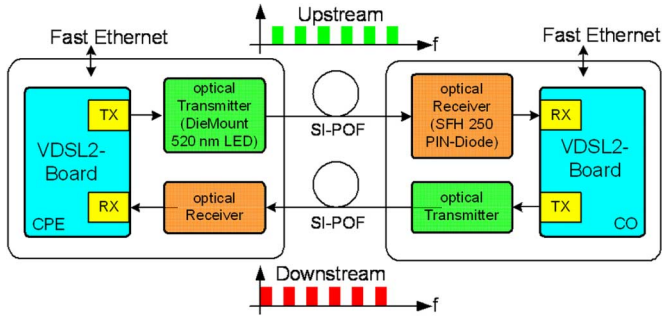 Upstream
f
Fast Ethernet
Fast Ethernet
TX
VDSL2-
Board
RX
CPE
optical
Transmitter
(DieMount
520 nm LED)
SI-POF
optical
Receiver
(SFH 250
PIN-Diode)
RX
VDSL2-
Board
TX
CO
optical
Receiver
SI-POF
optical
Transmitter
Downstream
f